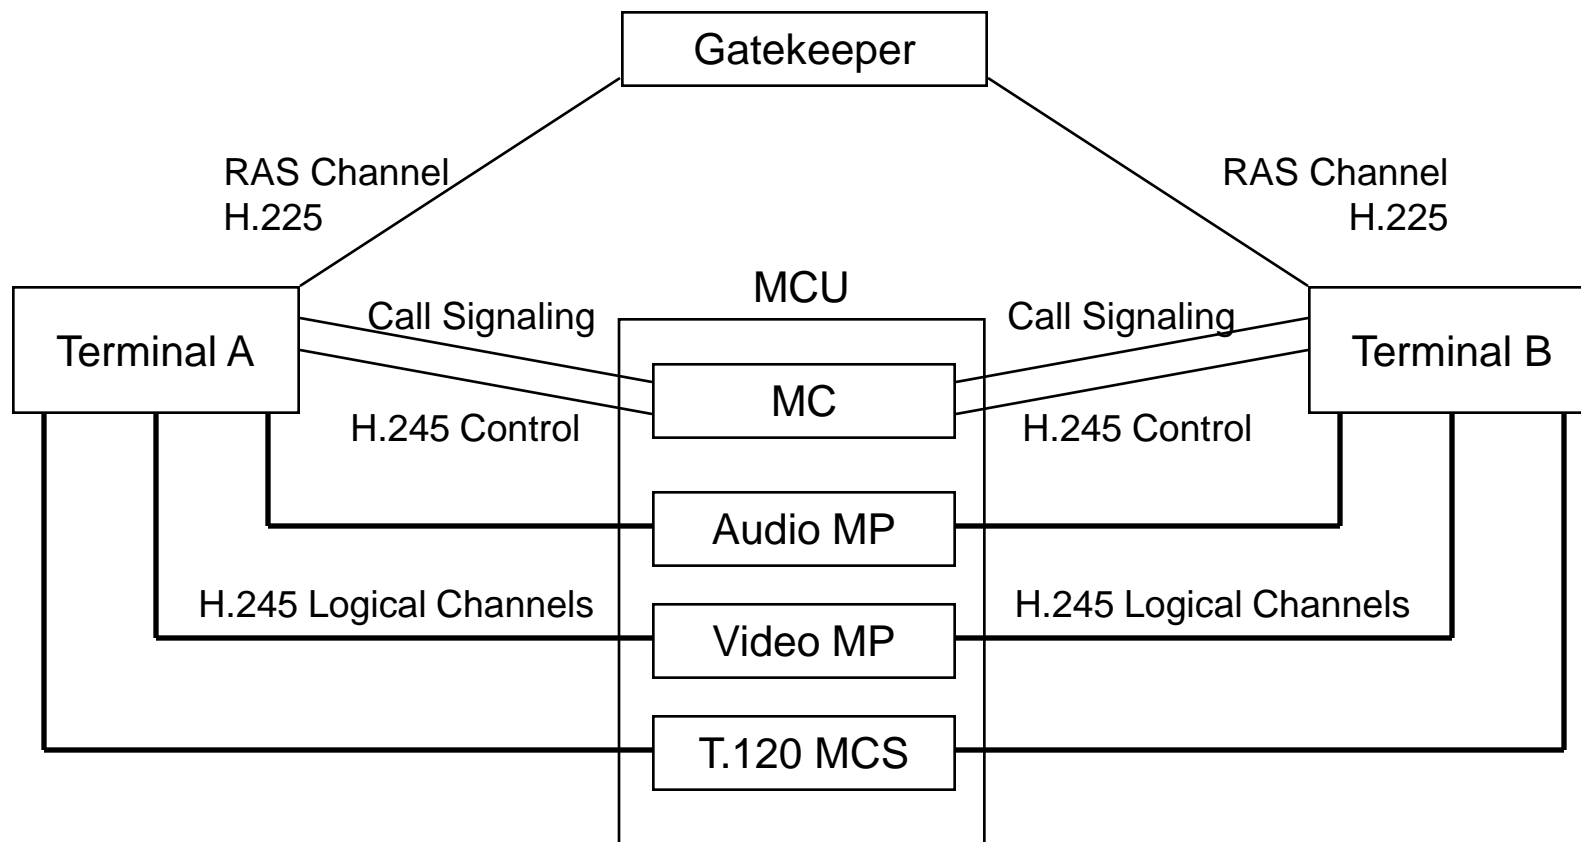 Gatekeeper
RAS Channel
H.225
RAS Channel
H.225
MCU
Call Signaling
Call Signaling
Terminal A
MC
Terminal B
H.245 Control
H.245 Control
Audio MP
H.245 Logical Channels
H.245 Logical Channels
Video MP
T.120 MCS